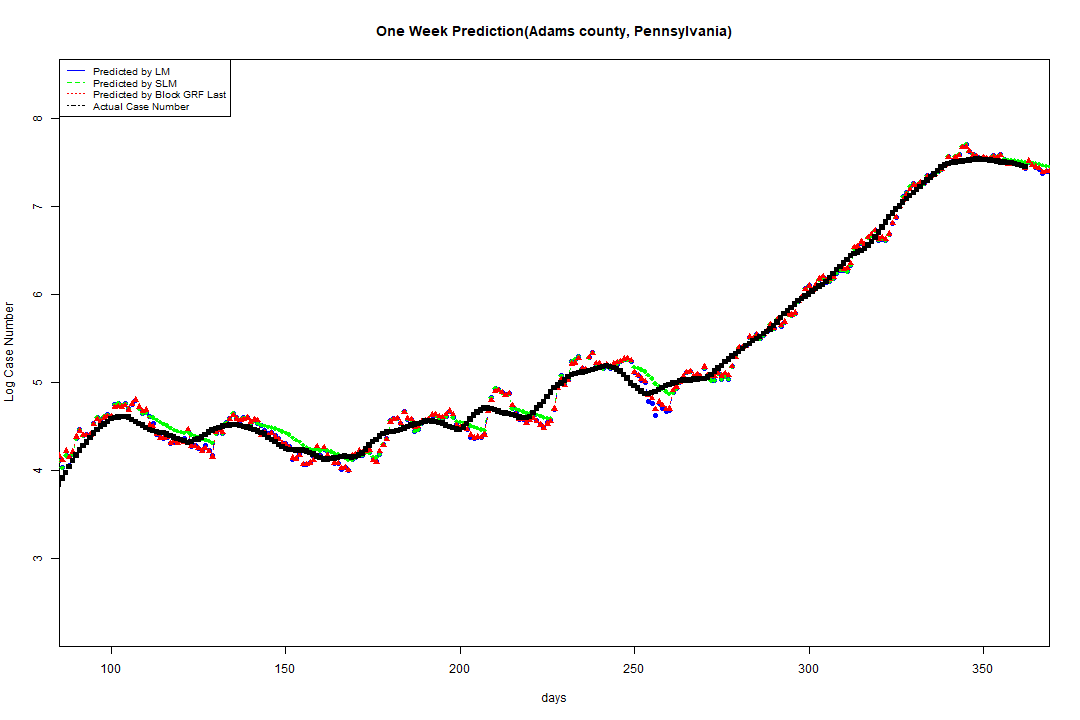 One Week Prediction(Adams county, Pennsylvania)
Predicted by LM
Predicted by SLM
Predicted by Block GRF Last
Actual Case Number
8
7
6
5
4
3
Log Case Number
100 150 200 250 300 350
days